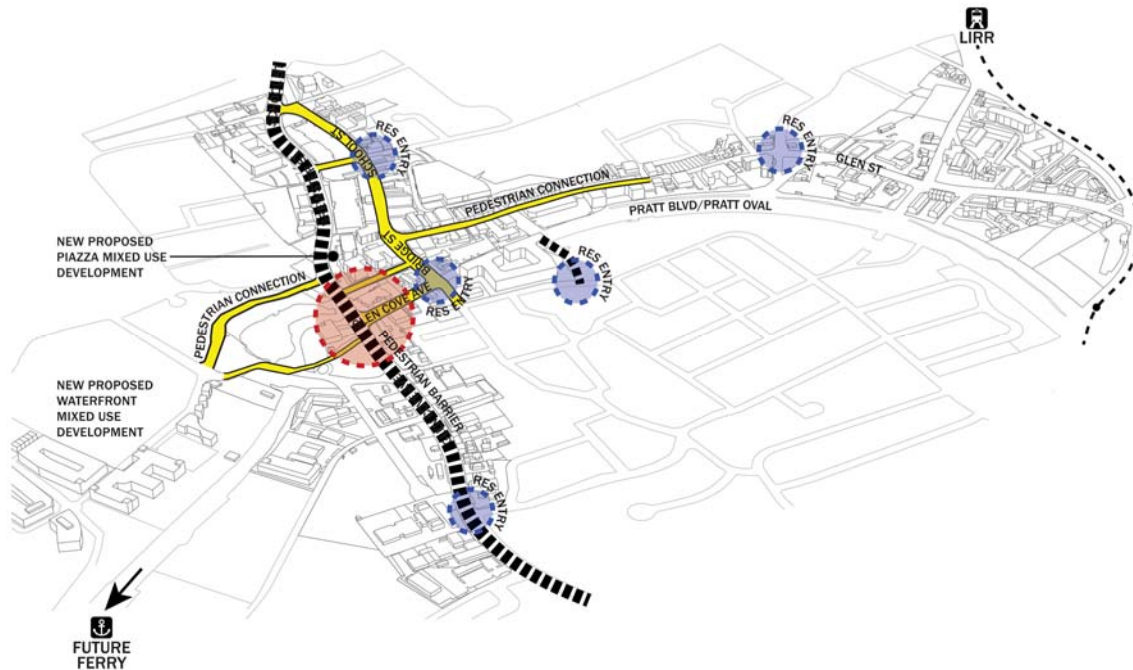 LIRR
RES ENTRY
SCHOOL ST
RES ENTRY
GLEN ST
PEDESTRIAN CONNECTION
PRATT BLVD/PRATT OVAL
NEW PROPOSED
PIAZZA MIXED USE
DEVELOPMENT
BRIDGE ST
RES ENTRY
PEDESTRIAN CONNECTION
GLEN COVE AVE
RES ENTRY
PEDESTRIAN BARRIER
NEW PROPOSED
WATERFRONT
MIXED USE
DEVELOPMENT
RES ENTRY
FUTURE
FERRY